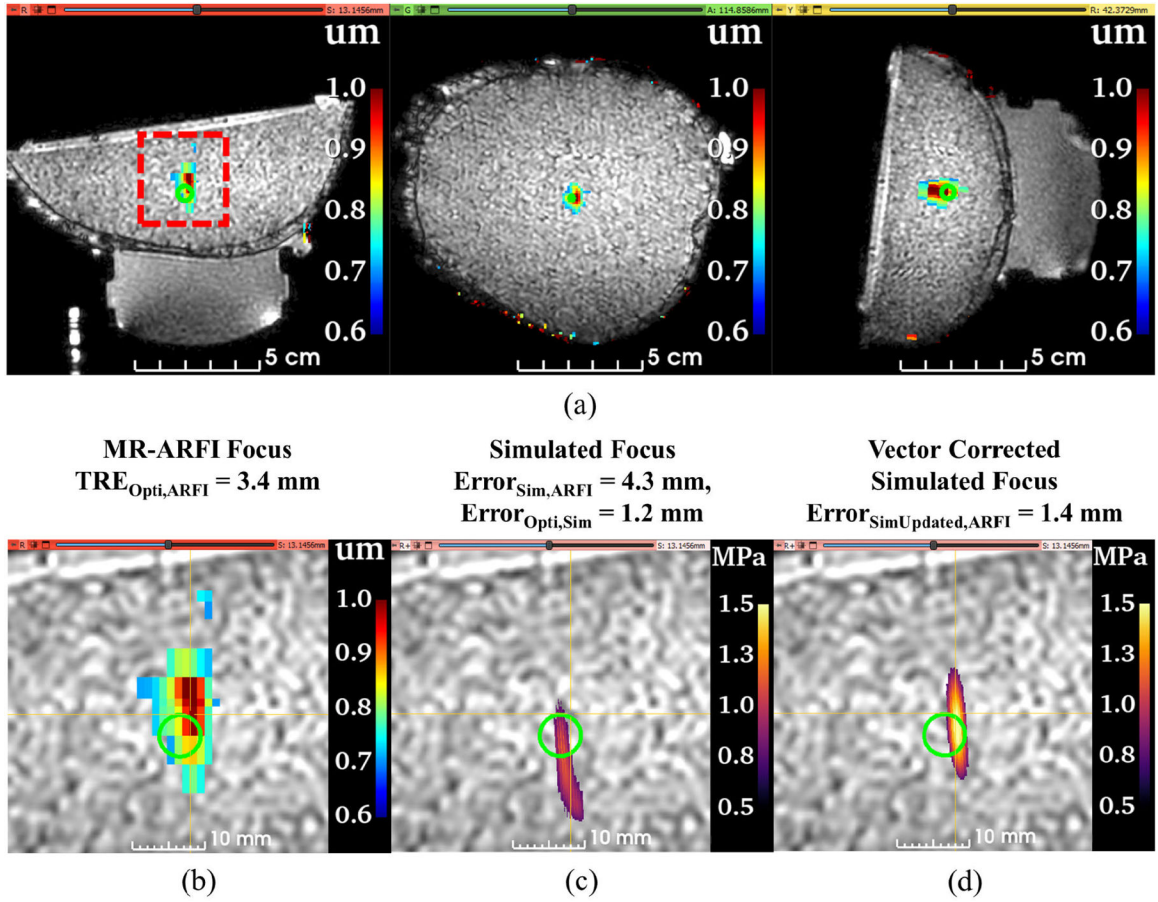 R S: 13.1456mm
G A: 114.8586mm
Y R: 42.3729mm
um um um
1.0 1.0 1.0
0.9 0.9 0.9
0.8 0.8 0.8
0.7 0.7 0.7
0.6 0.6 0.6
5 cm 5 cm 5 cm
(a)
MR-ARFI Focus
TREOpti,ARFI = 3.4 mm
Simulated Focus
ErrorSim,ARFI = 4.3 mm,
ErrorOpti,Sim = 1.2 mm
Vector Corrected
Simulated Focus
ErrorSimUpdated,ARFI = 1.4 mm
R S: 13.1456mm
um
1.0
0.9
0.8
0.7
0.6
10 mm
(b)
R+ S: 13.1456mm
MPa
1.5
1.3
1.0
0.8
0.5
10 mm
(c)
R+ S: 13.1456mm
MPa
1.5
1.3
1.0
0.8
0.5
10 mm
(d)